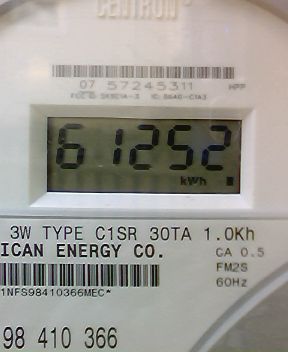 CENTRON®
07 57245311 HPP
61252
kWh
3W TYPE C1SR 30TA 1.0Kh
ICAN ENERGY CO. CA 0.5
FM2S
60Hz
1NFS98410366MEC*
98 410 366